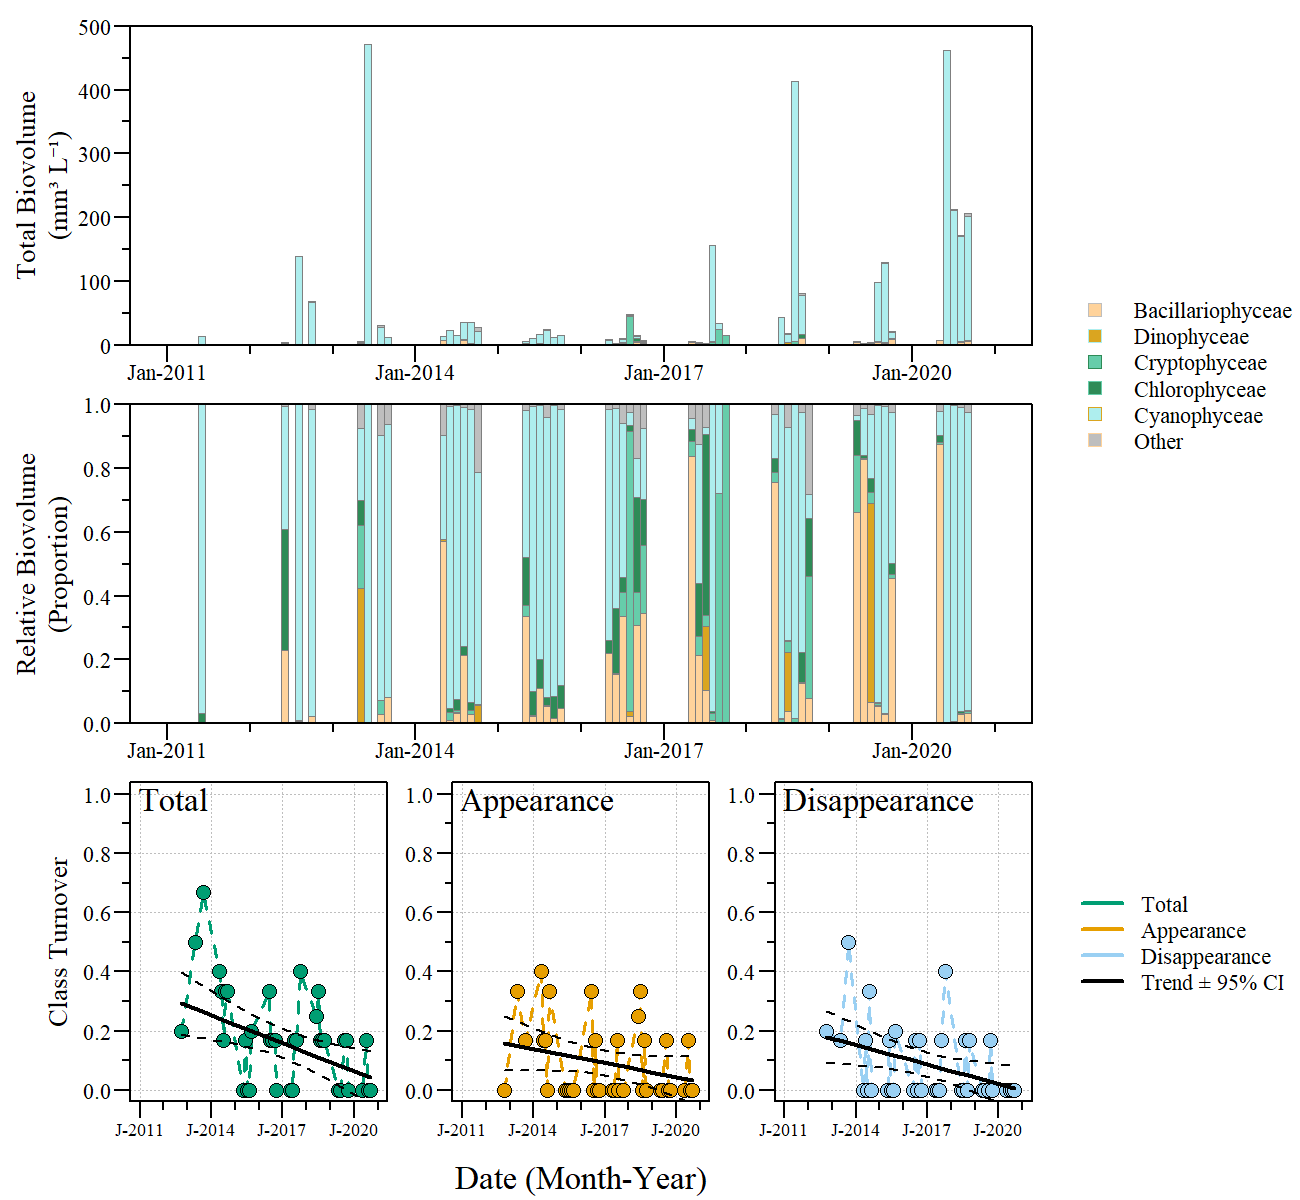 Total Biovolume
(mm³ L⁻¹)
500
400
300
200
100
0
Jan-2011
Jan-2014
Jan-2017
Jan-2020
Bacillariophyceae
Dinophyceae
Cryptophyceae
Chlorophyceae
Cyanophyceae
Other
Relative Biovolume
(Proportion)
1.0
0.8
0.6
0.4
0.2
0.0
Jan-2011
Jan-2014
Jan-2017
Jan-2020
Class Turnover
Total
1.0
0.8
0.6
0.4
0.2
0.0
J-2011
J-2014
J-2017
J-2020
Appearance
1.0
0.8
0.6
0.4
0.2
0.0
J-2011
J-2014
J-2017
J-2020
Disappearance
1.0
0.8
0.6
0.4
0.2
0.0
J-2011
J-2014
J-2017
J-2020
Total
Appearance
Disappearance
Trend ± 95% CI
Date (Month-Year)